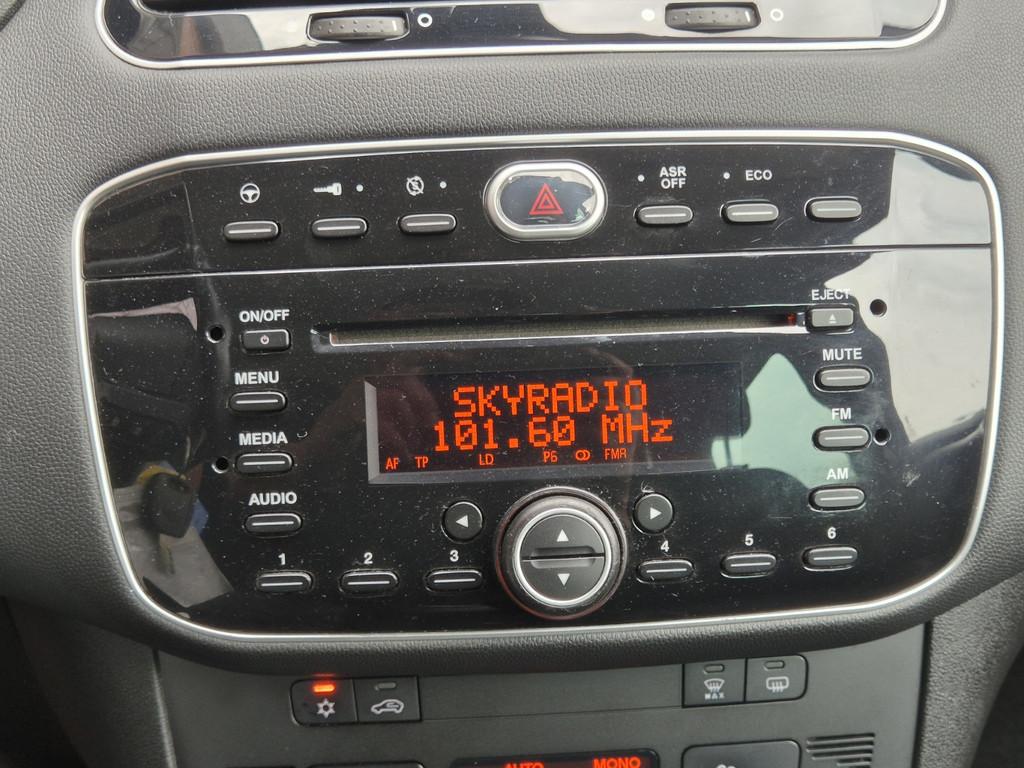 ASR
OFF
ECO
ON/OFF
EJECT
MENU
MUTE
SKYRADIO
101.60 MHz
AF TP LD P6 FMR
MEDIA
FM
AUDIO
AM
1 2 3 4 5 6
MAX
AUTO MONO